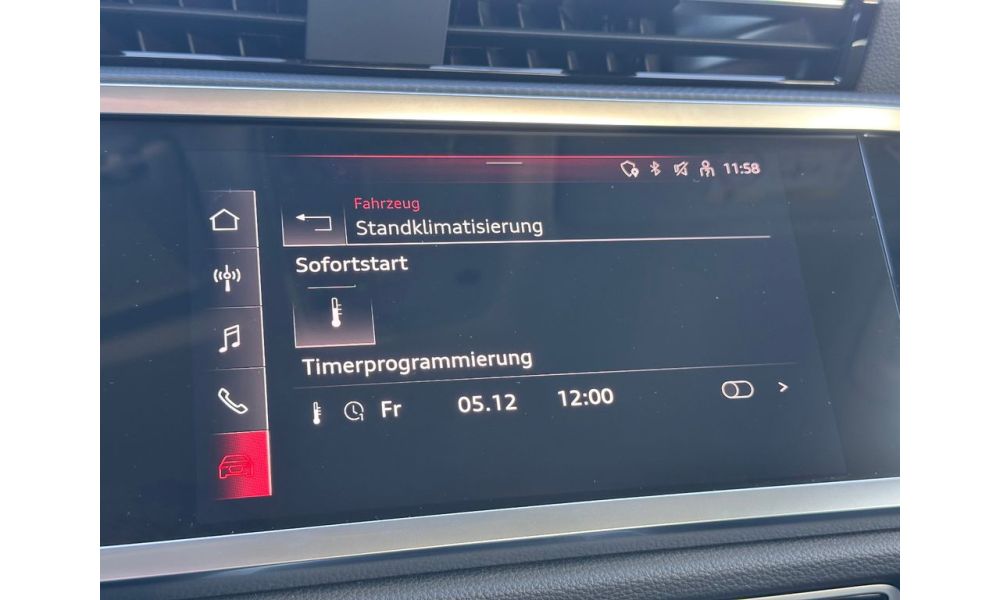 11:58
Fahrzeug
Standklimatisierung
Sofortstart
Timerprogrammierung
Fr 05.12 12:00 >